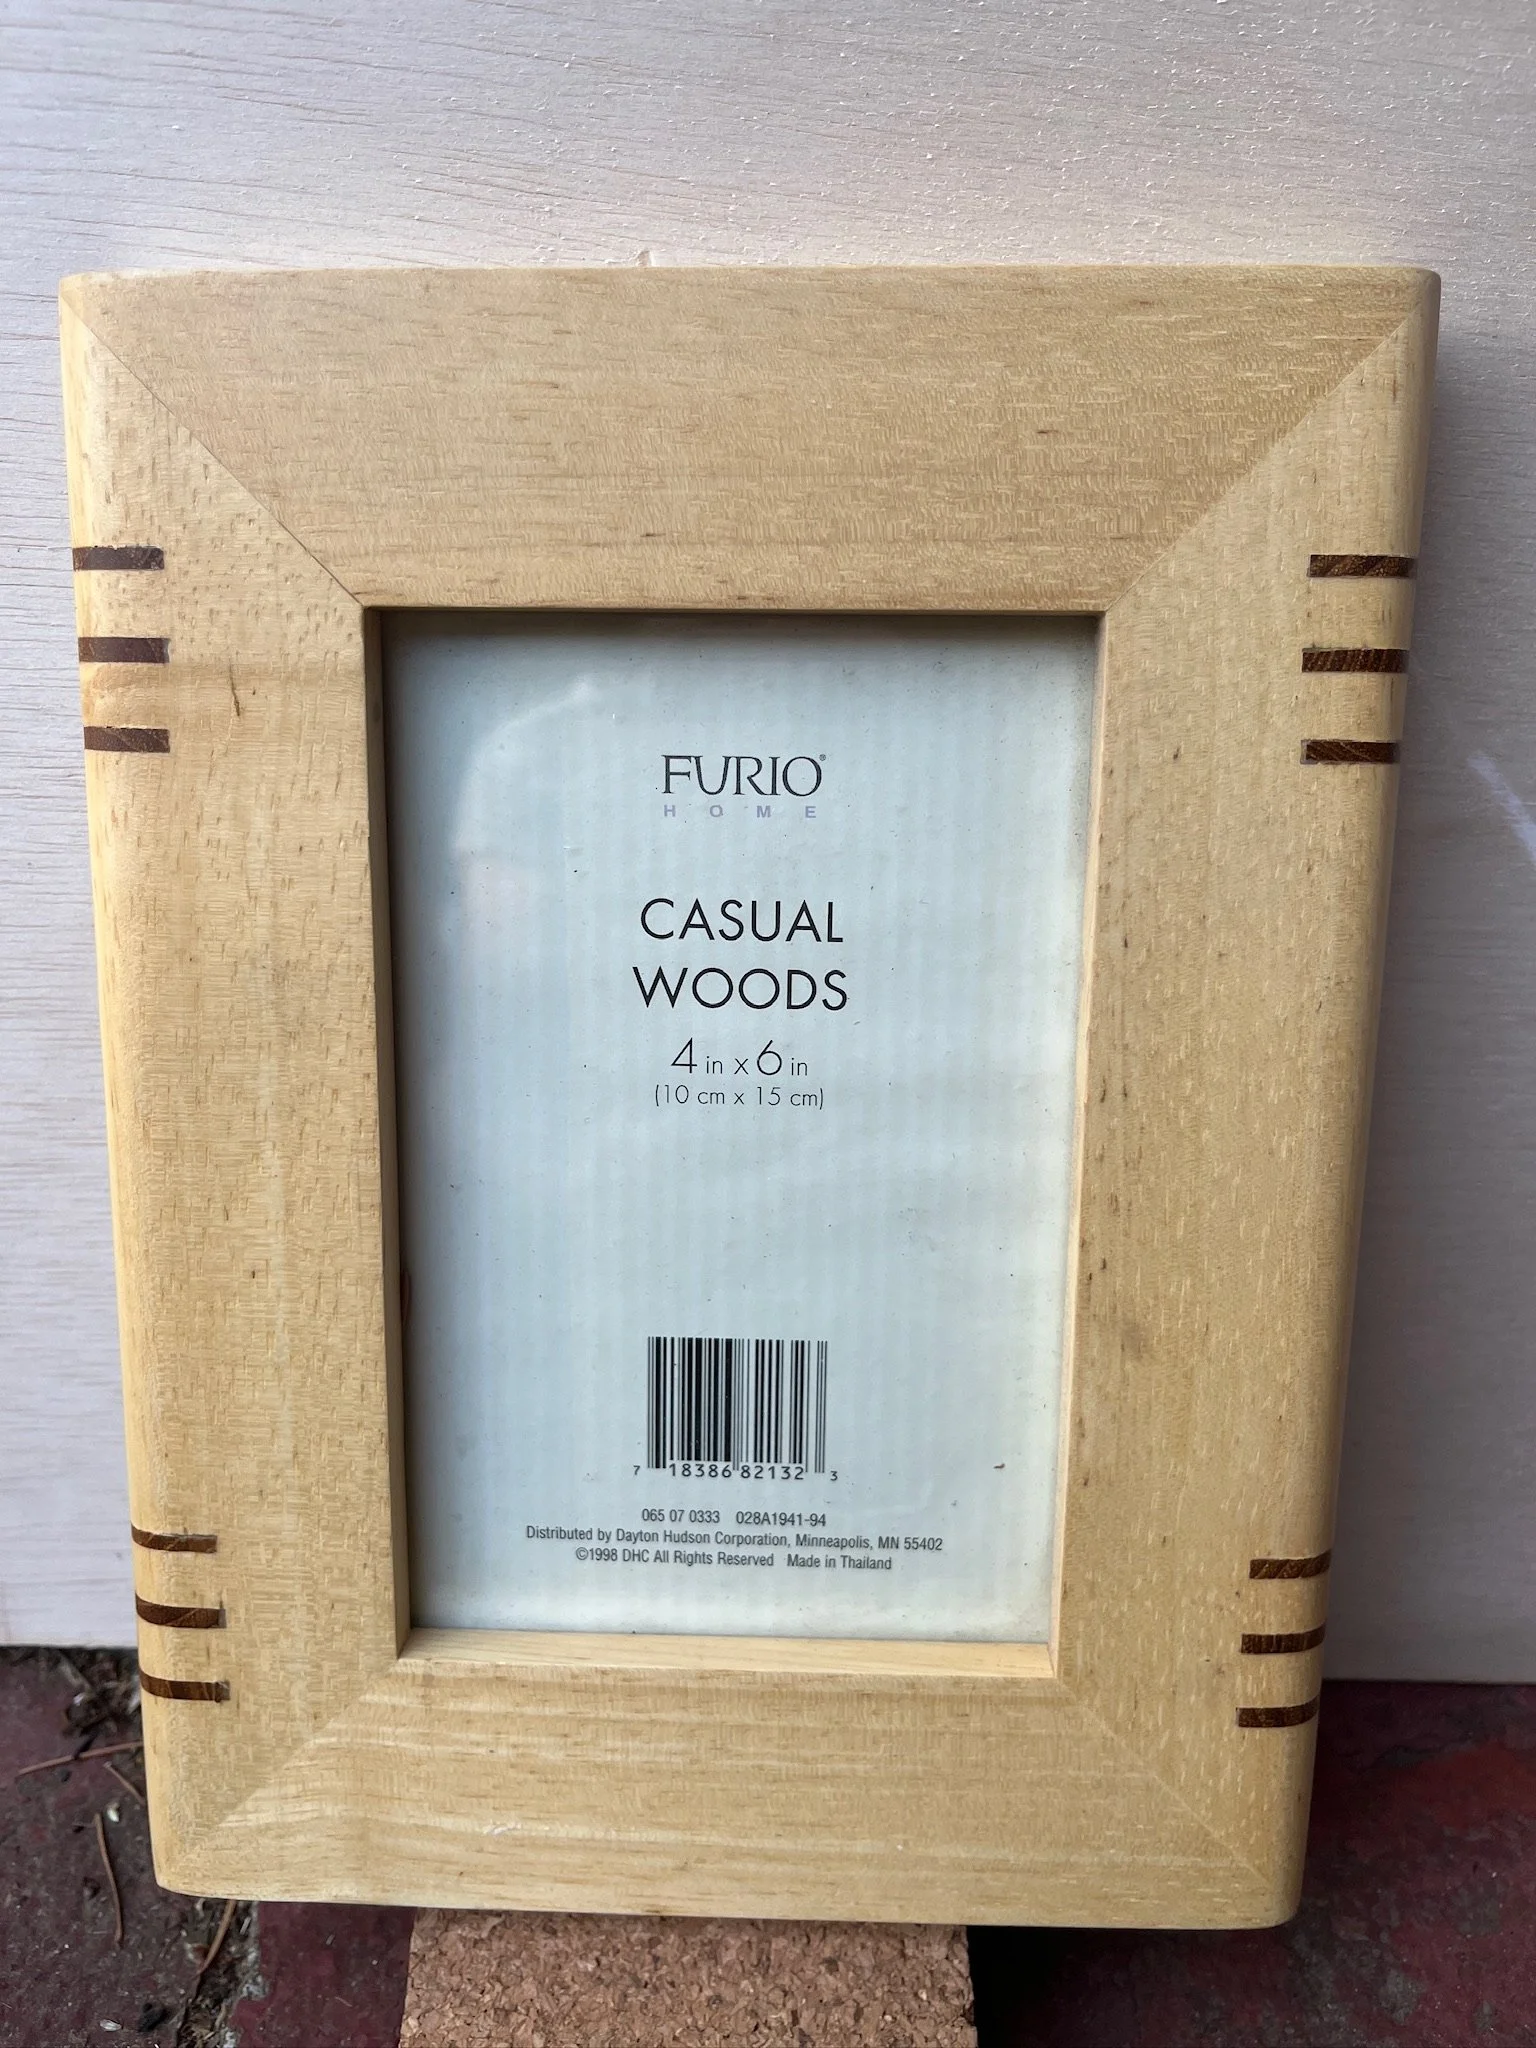 FURIO®
HOME
CASUAL
WOODS
4 in x 6 in
(10 cm x 15 cm)
7 18386 82132 3
065 07 0333 028A1941-94
Distributed by Dayton Hudson Corporation, Minneapolis, MN 55402
©1998 DHC All Rights Reserved Made in Thailand